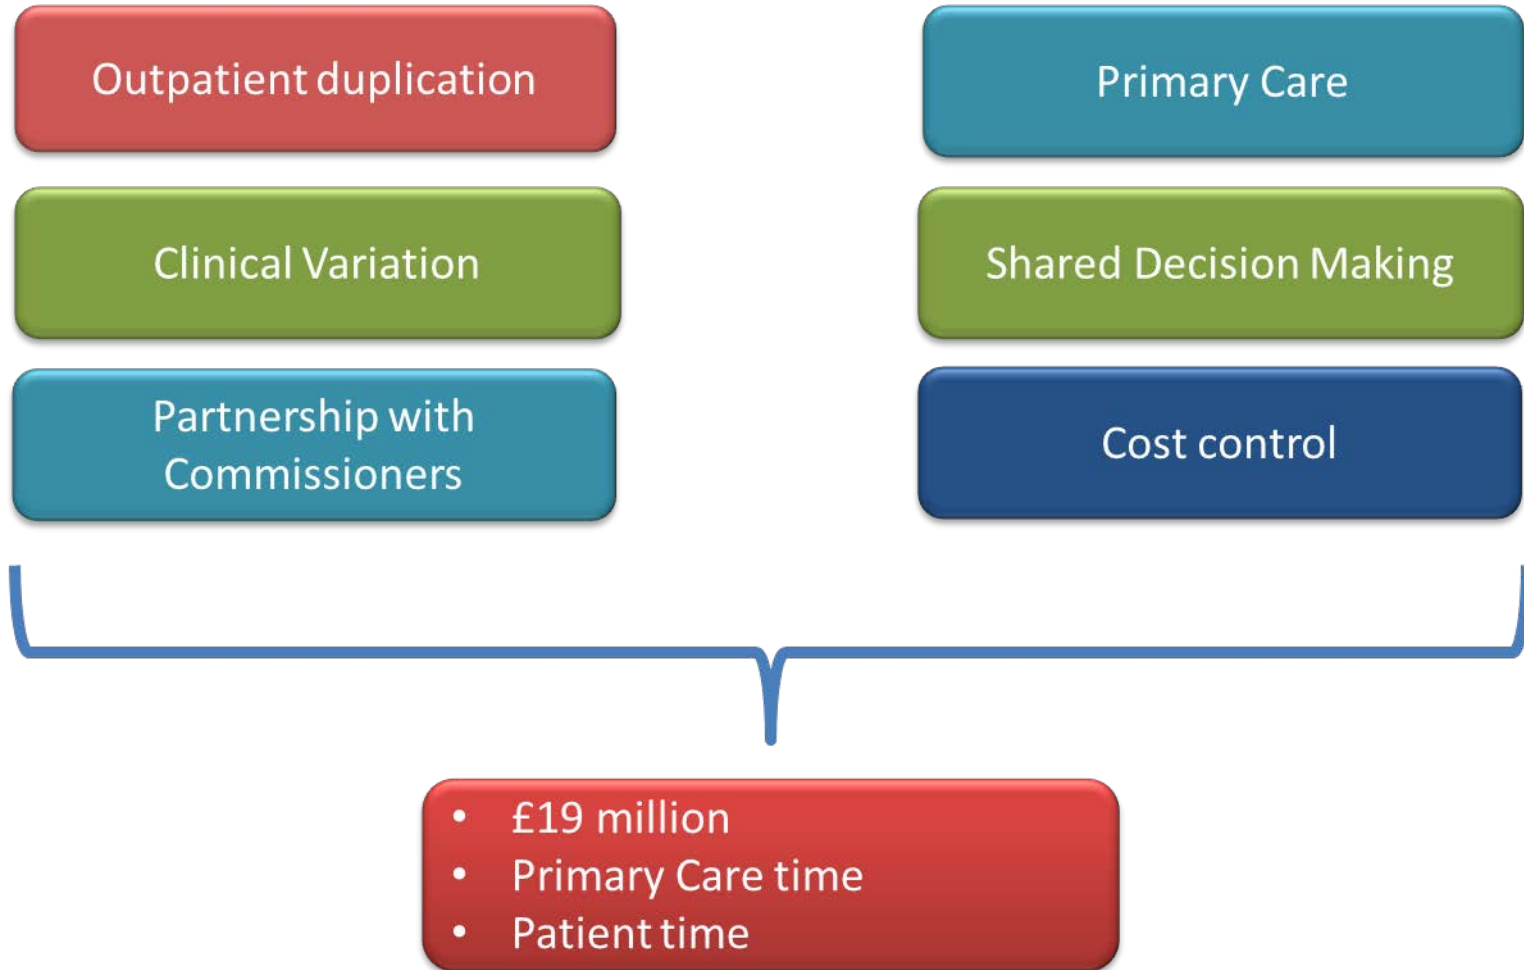 Outpatient duplication
Primary Care
Clinical Variation
Shared Decision Making
Partnership with
Commissioners
Cost control
• £19 million
• Primary Care time
• Patient time